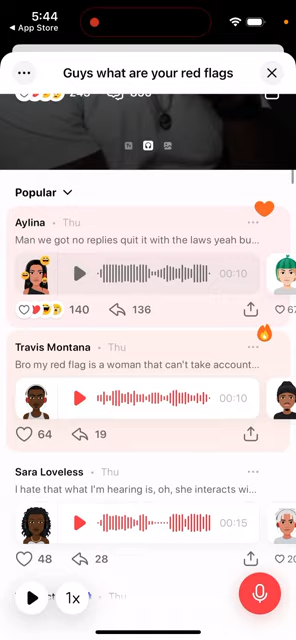 5:44
◀ App Store
Guys what are your red flags
Popular
Aylina • Thu
Man we got no replies quit it with the laws yeah bu...
00:10
140 136
67
Travis Montana • Thu
Bro my red flag is a woman that can't take account...
00:10
64 19
Sara Loveless • Thu
I hate that what I'm hearing is, oh, she interacts wi...
00:15
48 28
1x
Thu